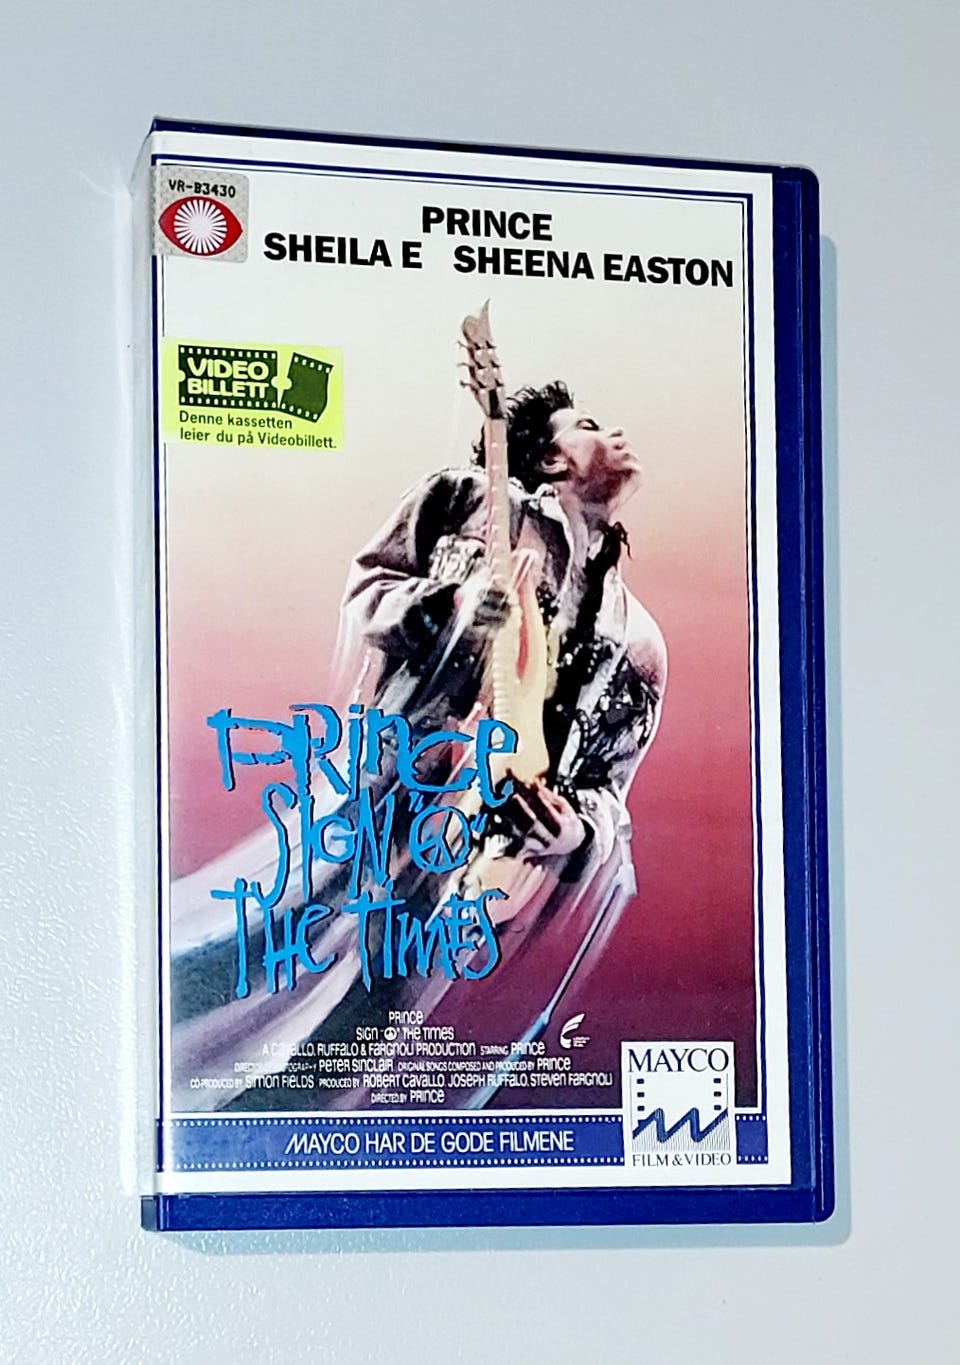 VR-B3430
PRINCE
SHEILA E SHEENA EASTON
VIDEO
BILLETT
Denne kassetten
leier du på Videobillett.
PRINCE
SIGN "☮"
THE TIMES
PRINCE
SIGN "☮" THE TIMES
A CAVALLO, RUFFALO & FARGNOLI PRODUCTION STARRING PRINCE
PETER SINCLAIR ORIGINAL SONGS COMPOSED AND PRODUCED BY PRINCE
CO-PRODUCED BY SIMON FIELDS PRODUCED BY ROBERT CAVALLO, JOSEPH RUFFALO, STEVEN FARGNOLI
DIRECTED BY PRINCE
MAYCO
MAYCO HAR DE GODE FILMENE
FILM & VIDEO